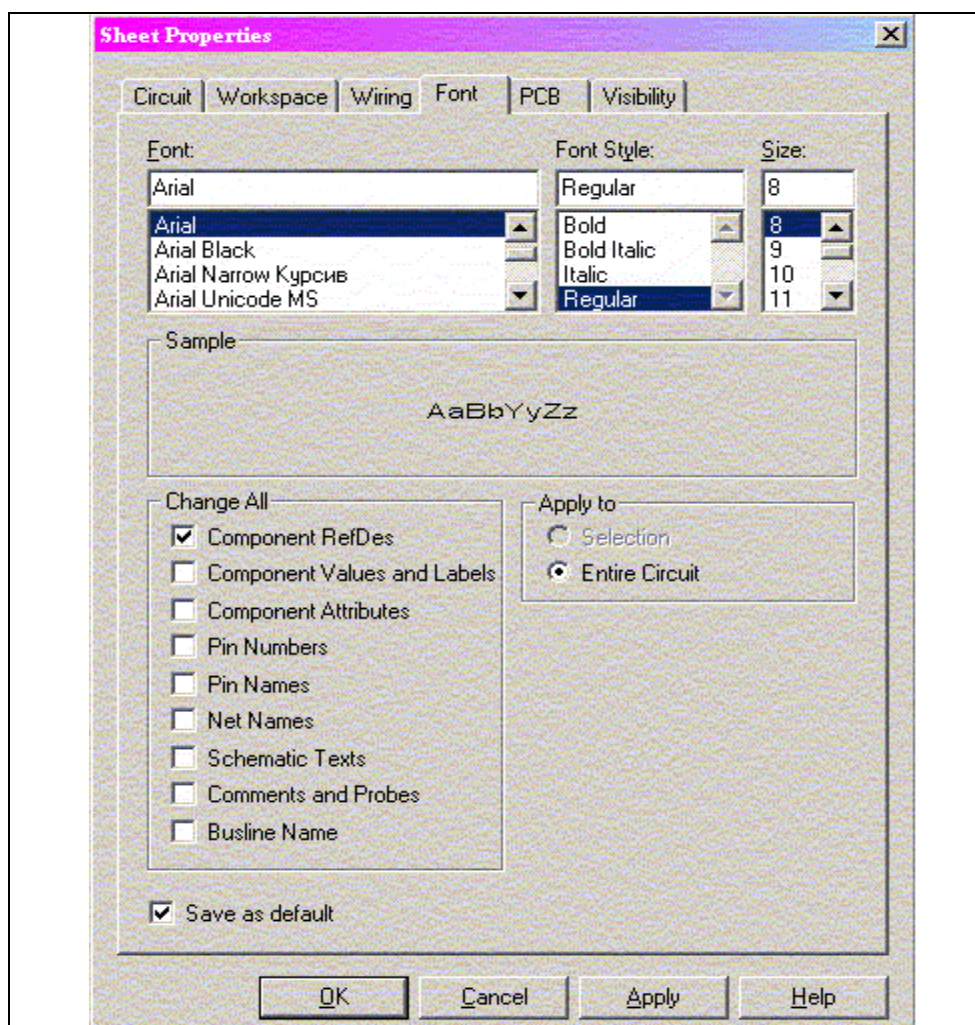 Sheet Properties
Circuit Workspace Wiring Font PCB Visibility
Font: Font Style: Size:
Arial Regular 8
Arial Bold 8
Arial Black Bold Italic 9
Arial Narrow Курсив Italic 10
Arial Unicode MS Regular 11
Sample
AaBbYyZz
Change All Apply to
Component RefDes Selection
Component Values and Labels Entire Circuit
Component Attributes
Pin Numbers
Pin Names
Net Names
Schematic Texts
Comments and Probes
Busline Name
Save as default
OK Cancel Apply Help